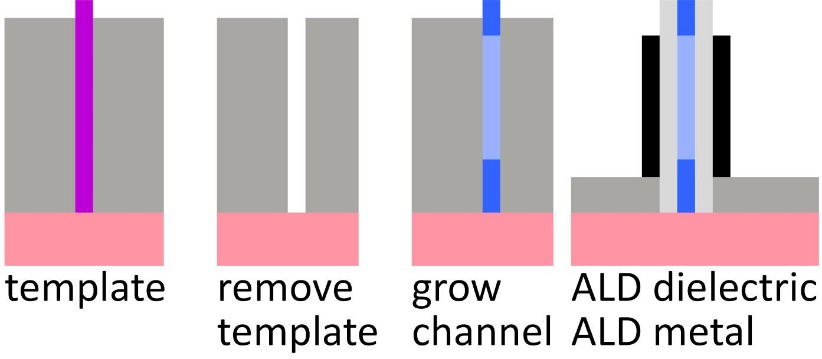 template
remove
template
grow
channel
ALD dielectric
ALD metal